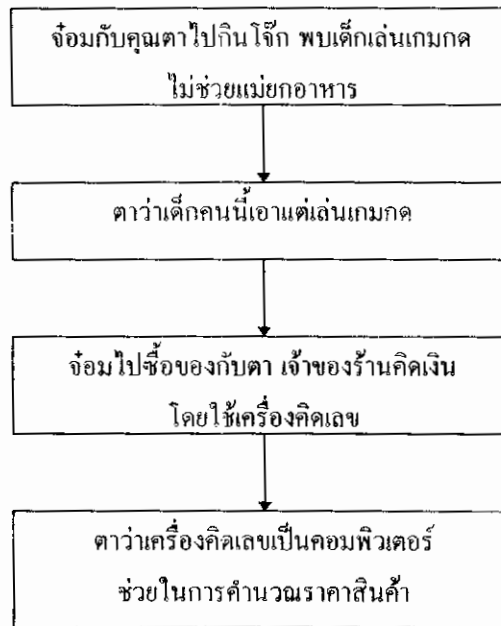 จ๋อมกับคุณตาไปกินโจ๊ก พบเด็กเล่นเกมกด
ไม่ช่วยแม่ยกอาหาร
ตาว่าเด็กคนนี้เอาแต่เล่นเกมกด
จ๋อมไปซื้อของกับตา เจ้าของร้านคิดเงิน
โดยใช้เครื่องคิดเลข
ตาว่าเครื่องคิดเลขเป็นคอมพิวเตอร์
ช่วยในการคำนวณราคาสินค้า